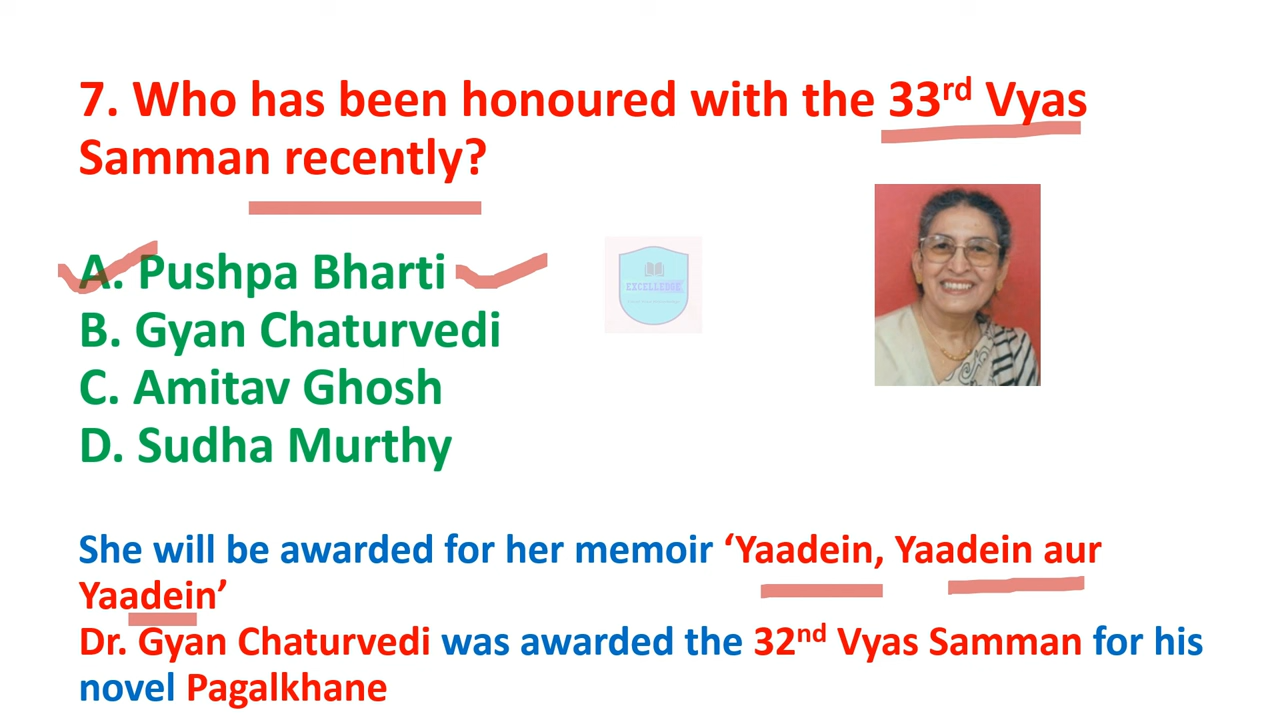 7. Who has been honoured with the 33rd Vyas
Samman recently?
A. Pushpa Bharti
EXCELLEDGE
B. Gyan Chaturvedi
C. Amitav Ghosh
D. Sudha Murthy
She will be awarded for her memoir ‘Yaadein, Yaadein aur
Yaadein’
Dr. Gyan Chaturvedi was awarded the 32nd Vyas Samman for his
novel Pagalkhane